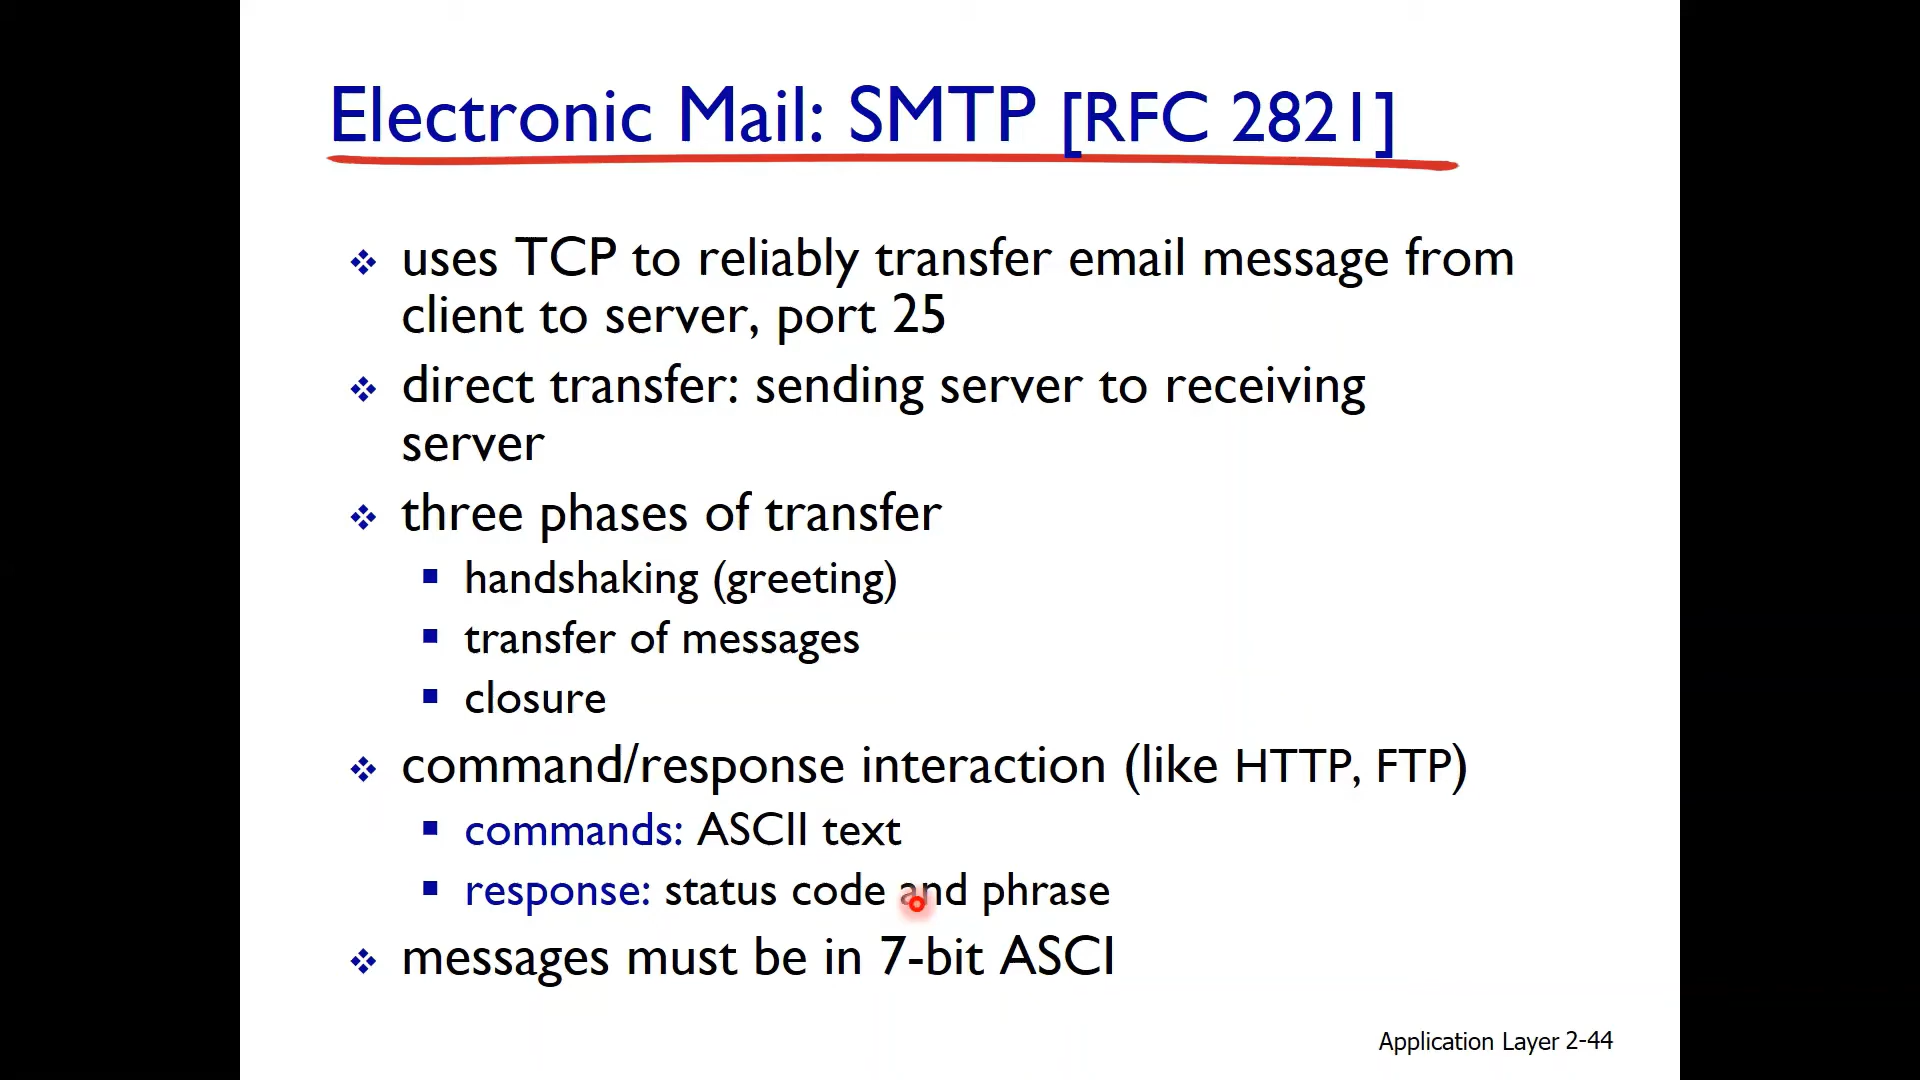 Electronic Mail: SMTP [RFC 2821]
uses TCP to reliably transfer email message from
client to server, port 25
direct transfer: sending server to receiving
server
three phases of transfer
handshaking (greeting)
transfer of messages
closure
command/response interaction (like HTTP, FTP)
commands: ASCII text
response: status code and phrase
messages must be in 7-bit ASCI
Application Layer 2-44